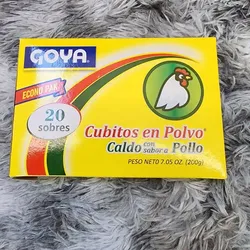 GOYA
ECONO PAK
20
sobres
Cubitos en Polvo
Caldo con sabor a Pollo
PESO NETO 7.05 OZ. (200g)